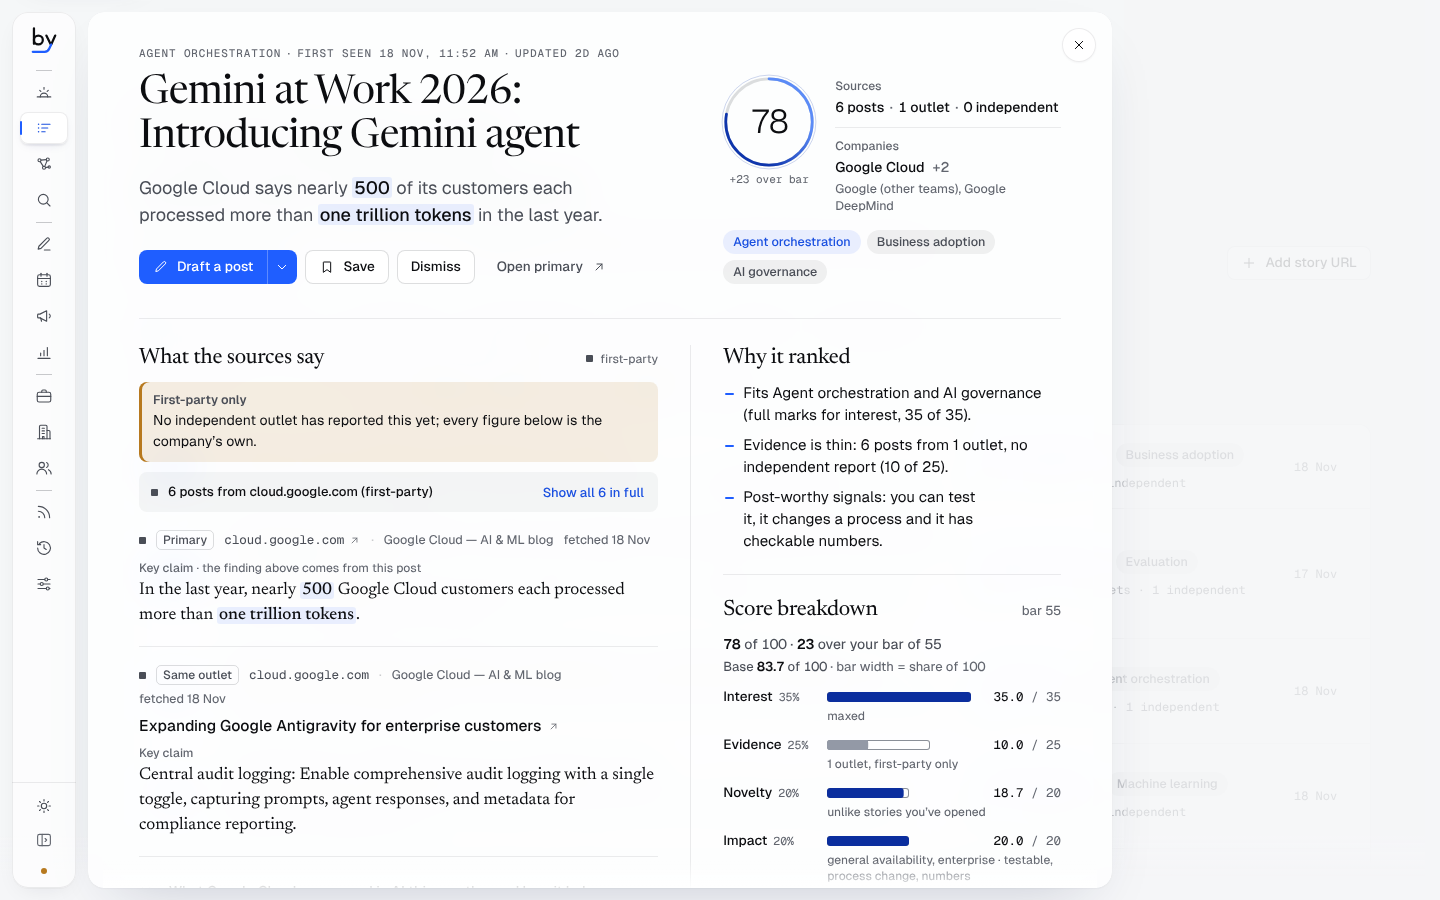 by
AGENT ORCHESTRATION · FIRST SEEN 18 NOV, 11:52 AM · UPDATED 2D AGO
Gemini at Work 2026:
Introducing Gemini agent
Google Cloud says nearly 500 of its customers each
processed more than one trillion tokens in the last year.
Draft a post
Save
Dismiss
Open primary
78
+23 over bar
Sources
6 posts · 1 outlet · 0 independent
Companies
Google Cloud +2
Google (other teams), Google
DeepMind
Agent orchestration
Business adoption
AI governance
What the sources say
first-party
First-party only
No independent outlet has reported this yet; every figure below is the
company's own.
6 posts from cloud.google.com (first-party)
Show all 6 in full
Primary cloud.google.com · Google Cloud — AI & ML blog fetched 18 Nov
Key claim · the finding above comes from this post
In the last year, nearly 500 Google Cloud customers each processed
more than one trillion tokens.
Same outlet cloud.google.com · Google Cloud — AI & ML blog
fetched 18 Nov
Expanding Google Antigravity for enterprise customers
Key claim
Central audit logging: Enable comprehensive audit logging with a single
toggle, capturing prompts, agent responses, and metadata for
compliance reporting.
Why it ranked
Fits Agent orchestration and AI governance
(full marks for interest, 35 of 35).
Evidence is thin: 6 posts from 1 outlet, no
independent report (10 of 25).
Post-worthy signals: you can test
it, it changes a process and it has
checkable numbers.
Score breakdown
bar 55
78 of 100 · 23 over your bar of 55
Base 83.7 of 100 · bar width = share of 100
Interest 35% 35.0 / 35
maxed
Evidence 25% 10.0 / 25
1 outlet, first-party only
Novelty 20% 18.7 / 20
unlike stories you've opened
Impact 20% 20.0 / 20
general availability, enterprise · testable,
process change, numbers
Add story URL
Business adoption
18 Nov
independent
Evaluation
17 Nov
· 1 independent
orchestration
18 Nov
· 1 independent
Machine learning
18 Nov
independent